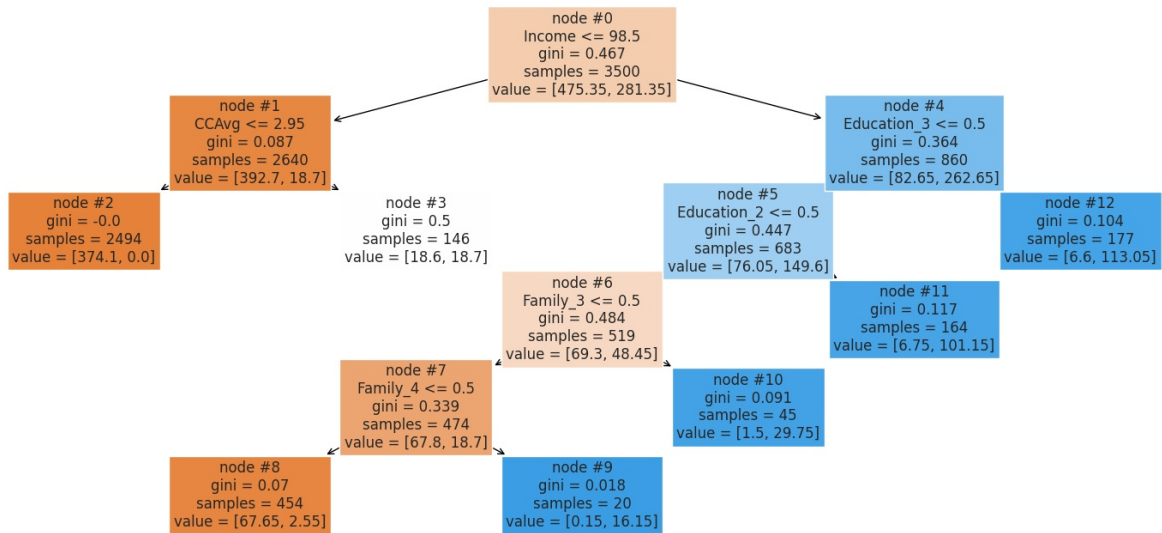 node #0
Income <= 98.5
gini = 0.467
samples = 3500
value = [475.35, 281.35]
node #1
CCAvg <= 2.95
gini = 0.087
samples = 2640
value = [392.7, 18.7]
node #4
Education_3 <= 0.5
gini = 0.364
samples = 860
value = [82.65, 262.65]
node #2
gini = -0.0
samples = 2494
value = [374.1, 0.0]
node #3
gini = 0.5
samples = 146
value = [18.6, 18.7]
node #5
Education_2 <= 0.5
gini = 0.447
samples = 683
value = [76.05, 149.6]
node #12
gini = 0.104
samples = 177
value = [6.6, 113.05]
node #6
Family_3 <= 0.5
gini = 0.484
samples = 519
value = [69.3, 48.45]
node #11
gini = 0.117
samples = 164
value = [6.75, 101.15]
node #7
Family_4 <= 0.5
gini = 0.339
samples = 474
value = [67.8, 18.7]
node #10
gini = 0.091
samples = 45
value = [1.5, 29.75]
node #8
gini = 0.07
samples = 454
value = [67.65, 2.55]
node #9
gini = 0.018
samples = 20
value = [0.15, 16.15]